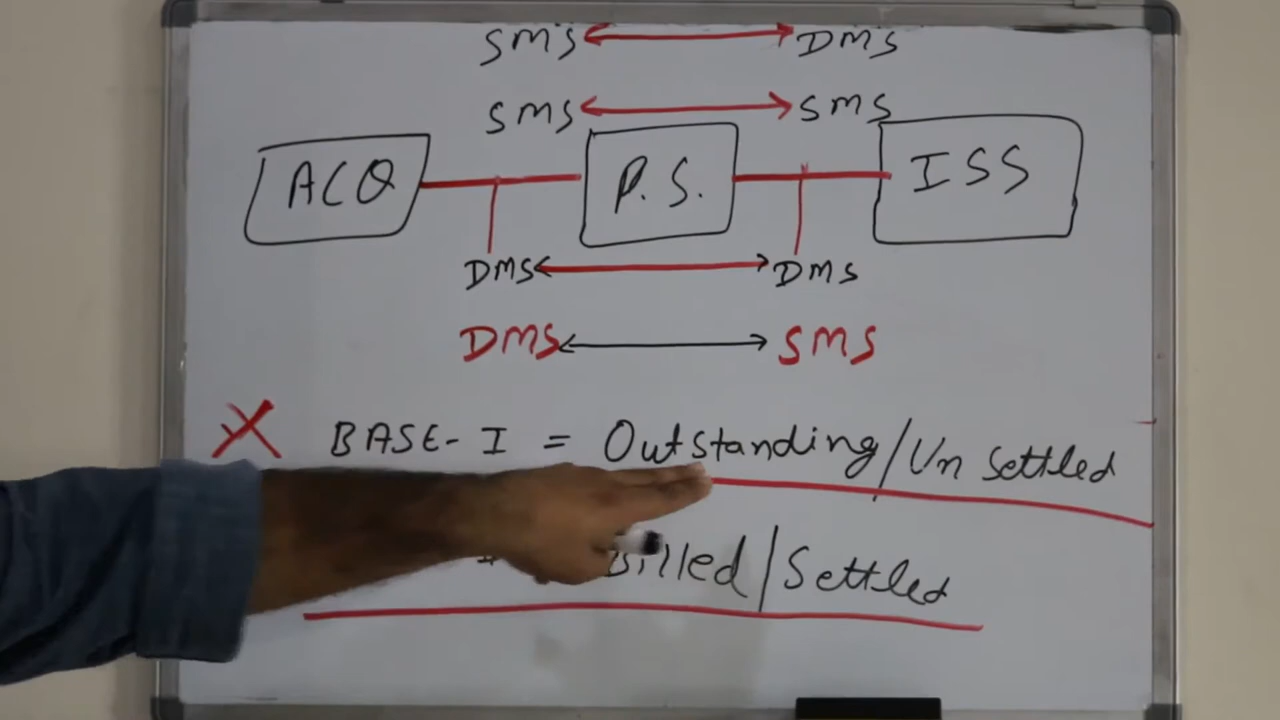 SMS DMS
SMS SMS
ACQ P.S. ISS
DMS DMS
DMS SMS
BASE-I = Outstanding/Un Settled
Billed/Settled